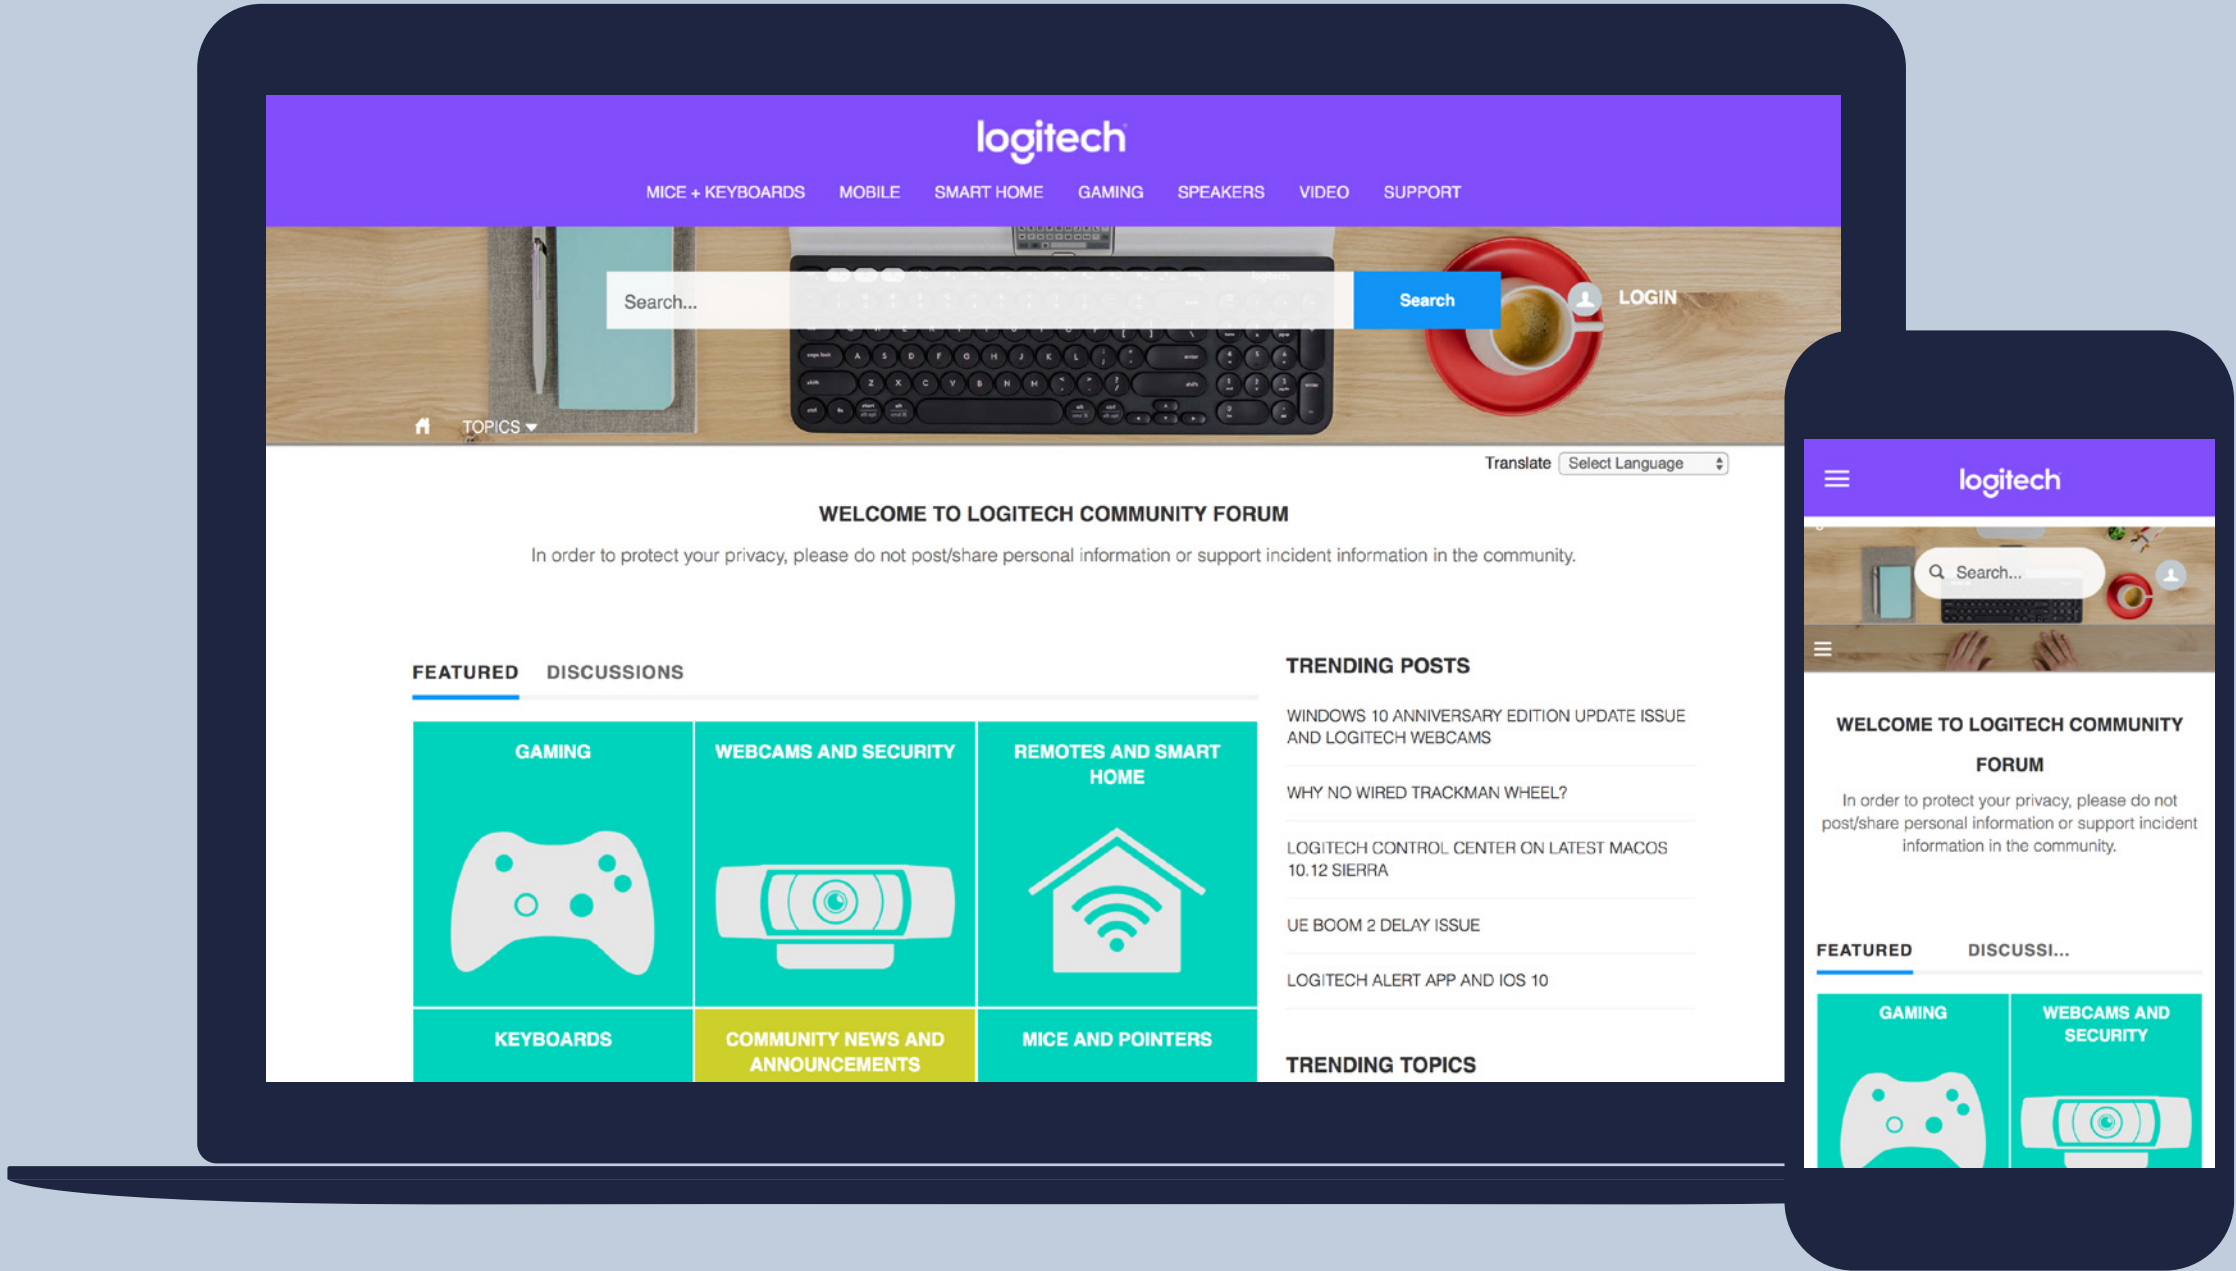 logitech
MICE + KEYBOARDS MOBILE SMART HOME GAMING SPEAKERS VIDEO SUPPORT
Search...
Search
LOGIN
TOPICS
Translate Select Language
WELCOME TO LOGITECH COMMUNITY FORUM
In order to protect your privacy, please do not post/share personal information or support incident information in the community.
FEATURED DISCUSSIONS
GAMING
WEBCAMS AND SECURITY
REMOTES AND SMART
HOME
KEYBOARDS
COMMUNITY NEWS AND
ANNOUNCEMENTS
MICE AND POINTERS
TRENDING POSTS
WINDOWS 10 ANNIVERSARY EDITION UPDATE ISSUE
AND LOGITECH WEBCAMS
WHY NO WIRED TRACKMAN WHEEL?
LOGITECH CONTROL CENTER ON LATEST MACOS
10.12 SIERRA
UE BOOM 2 DELAY ISSUE
LOGITECH ALERT APP AND IOS 10
TRENDING TOPICS
logitech
Search...
WELCOME TO LOGITECH COMMUNITY
FORUM
In order to protect your privacy, please do not
post/share personal information or support incident
information in the community.
FEATURED DISCUSSI...
GAMING
WEBCAMS AND
SECURITY